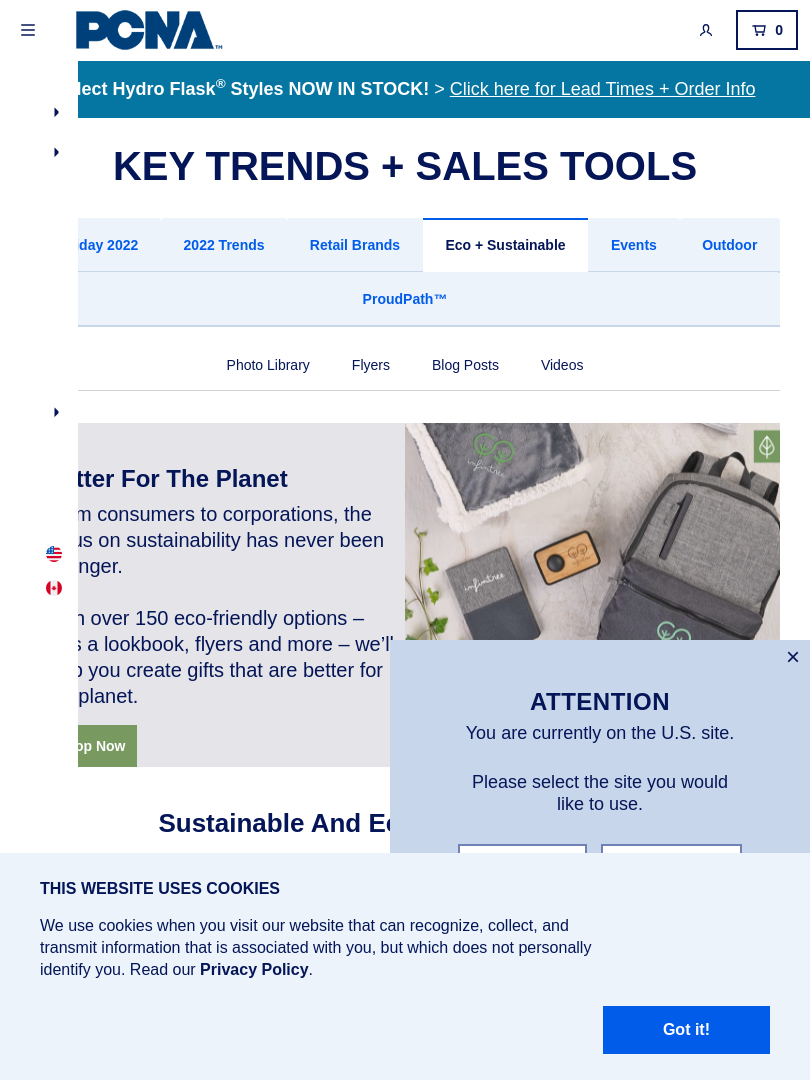 PCNA™
0
lect Hydro Flask® Styles NOW IN STOCK! > Click here for Lead Times + Order Info
KEY TRENDS + SALES TOOLS
day 2022
2022 Trends
Retail Brands
Eco + Sustainable
Events
Outdoor
ProudPath™
Photo Library
Flyers
Blog Posts
Videos
tter For The Planet
m consumers to corporations, the
us on sustainability has never been
nger.
n over 150 eco-friendly options –
s a lookbook, flyers and more – we'll
p you create gifts that are better for
planet.
op Now
infinitree
infinitree
Sustainable And Ec
×
ATTENTION
You are currently on the U.S. site.
Please select the site you would
like to use.
THIS WEBSITE USES COOKIES
We use cookies when you visit our website that can recognize, collect, and
transmit information that is associated with you, but which does not personally
identify you. Read our Privacy Policy.
Got it!